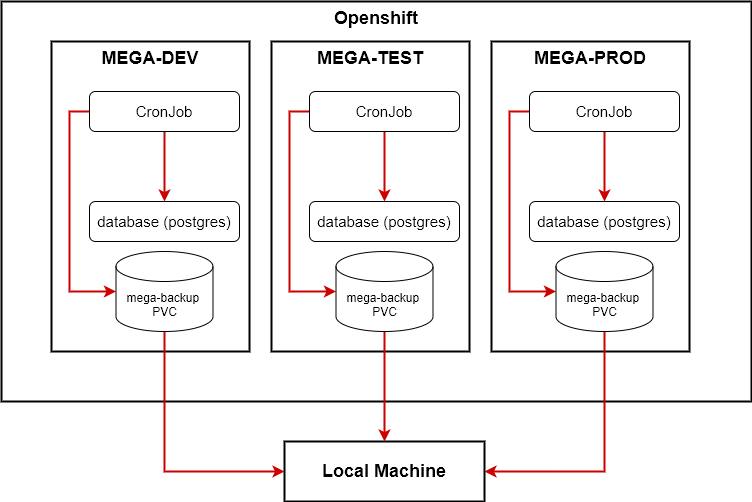 Openshift
MEGA-DEV
CronJob
database (postgres)
mega-backup
PVC
MEGA-TEST
CronJob
database (postgres)
mega-backup
PVC
MEGA-PROD
CronJob
database (postgres)
mega-backup
PVC
Local Machine